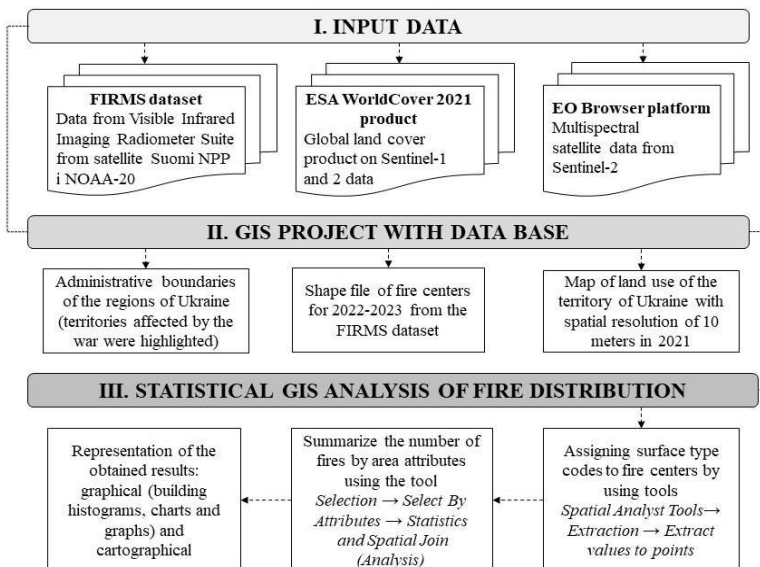 I. INPUT DATA
FIRMS dataset
Data from Visible Infrared
Imaging Radiometer Suite
from satellite Suomi NPP
i NOAA-20
ESA WorldCover 2021
product
Global land cover
product on Sentinel-1
and 2 data
EO Browser platform
Multispectral
satellite data from
Sentinel-2
II. GIS PROJECT WITH DATA BASE
Administrative boundaries
of the regions of Ukraine
(territories affected by the
war were highlighted)
Shape file of fire centers
for 2022-2023 from the
FIRMS dataset
Map of land use of the
territory of Ukraine with
spatial resolution of 10
meters in 2021
III. STATISTICAL GIS ANALYSIS OF FIRE DISTRIBUTION
Representation of the
obtained results:
graphical (building
histograms, charts and
graphs) and
cartographical
Summarize the number of
fires by area attributes
using the tool
Selection → Select By
Attributes → Statistics
and Spatial Join
(Analysis)
Assigning surface type
codes to fire centers by
using tools
Spatial Analyst Tools→
Extraction → Extract
values to points